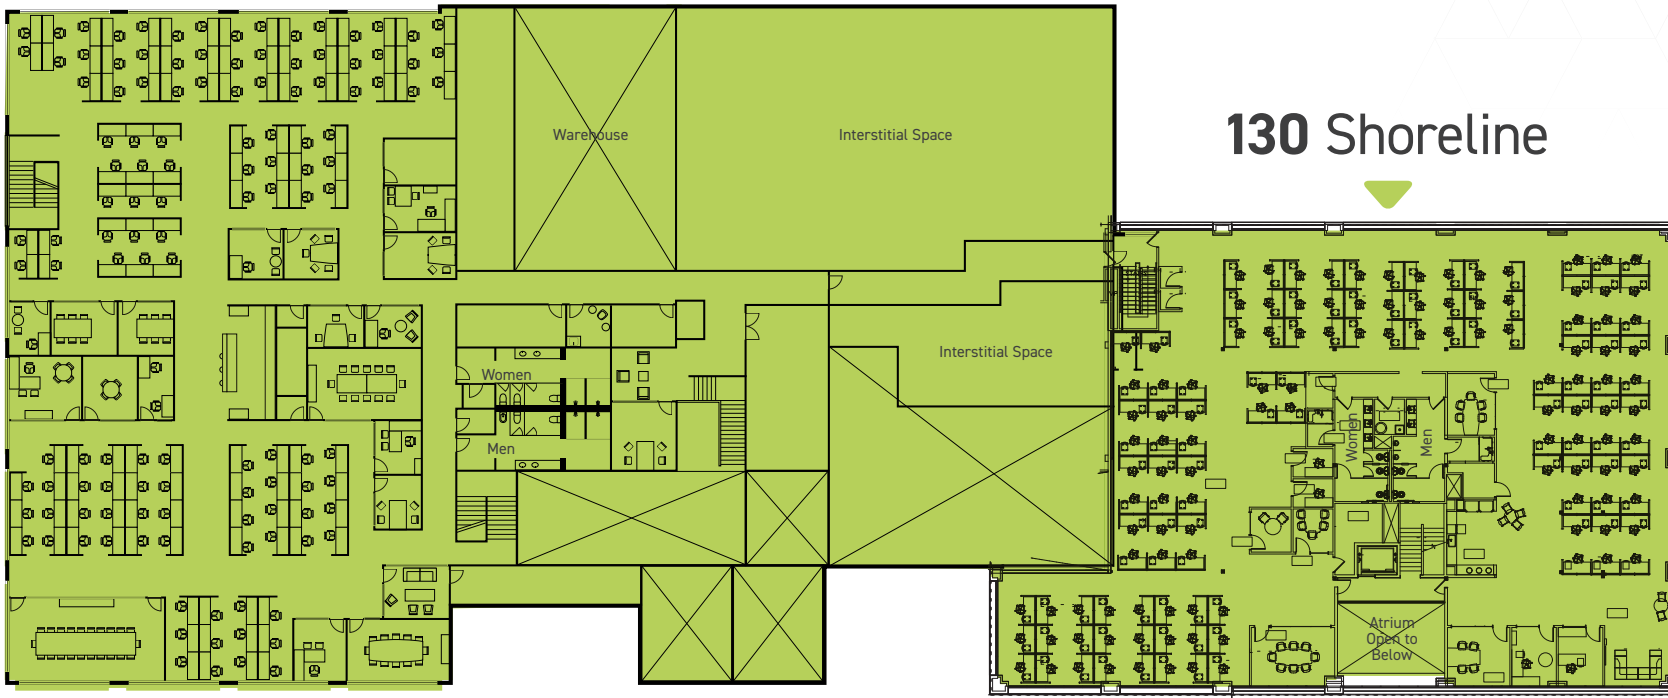 130 Shoreline
Warehouse
Interstitial Space
Interstitial Space
Women
Men
Women
Men
Atrium
Open to
Below